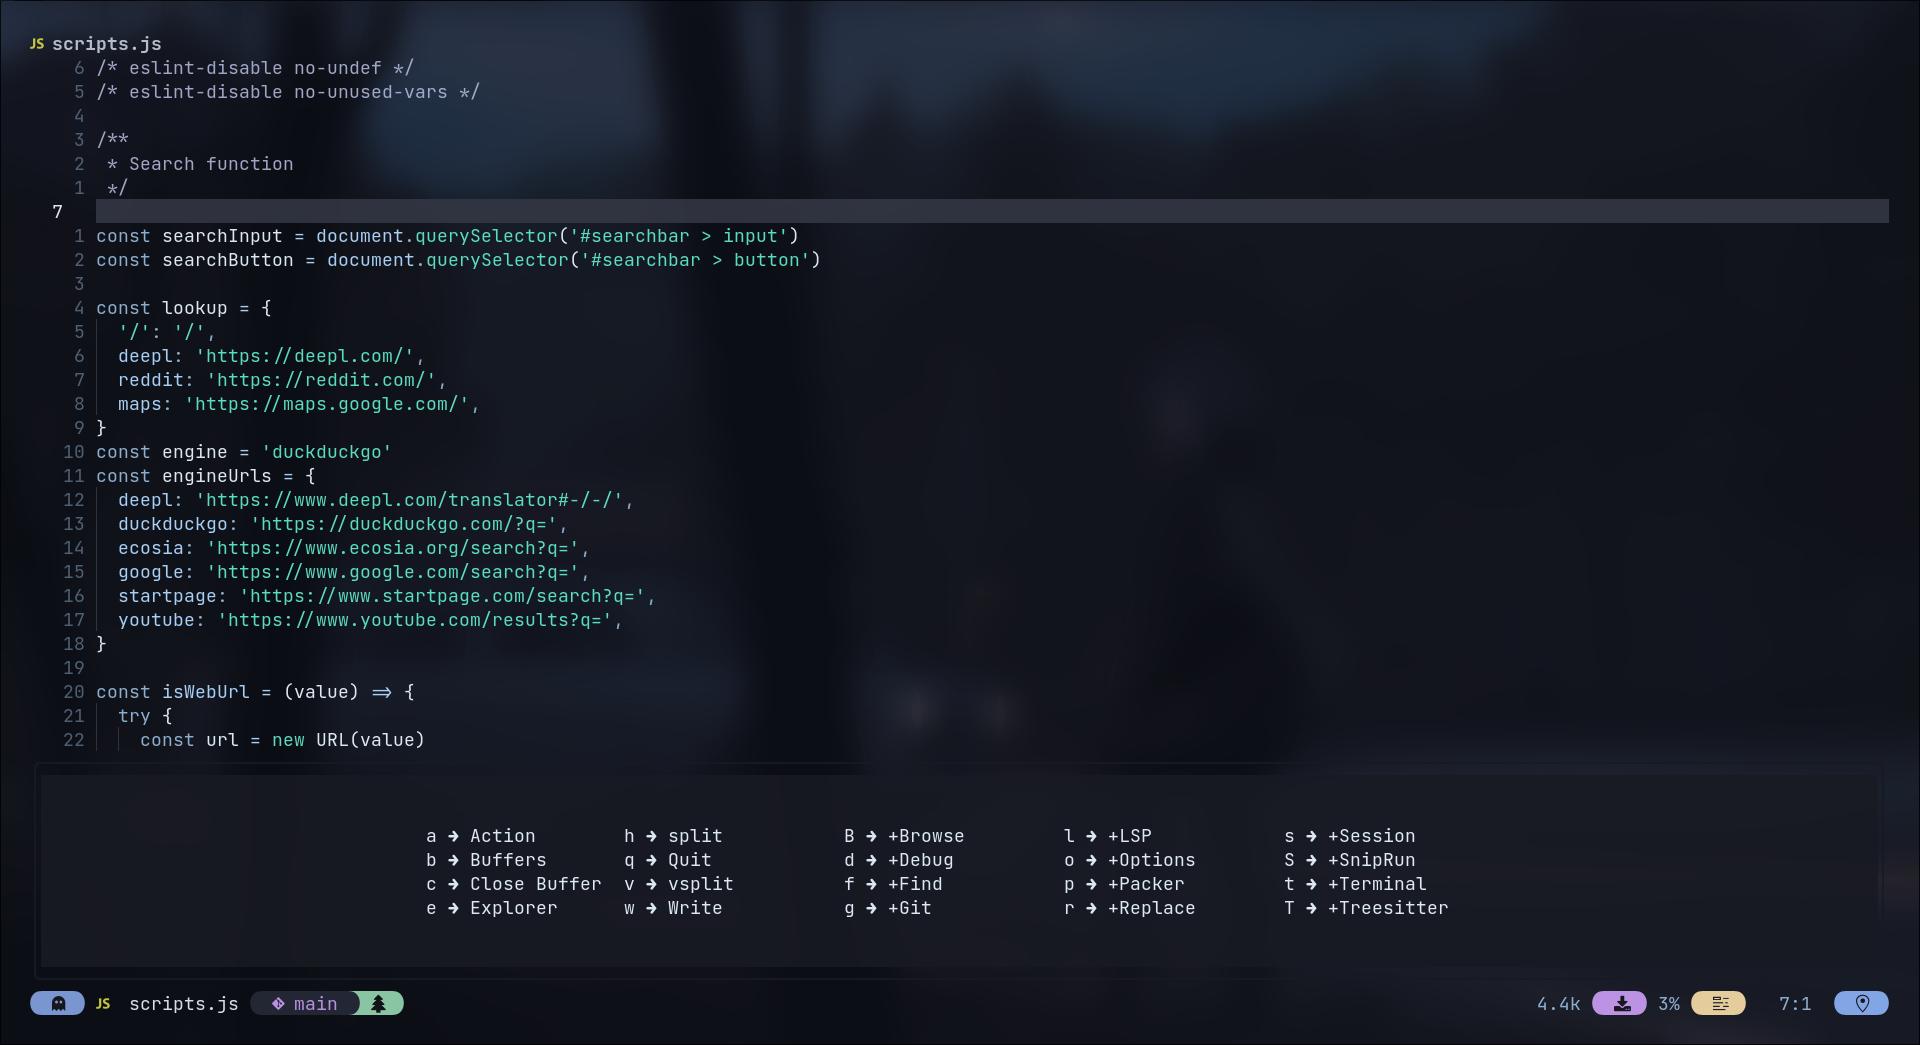 JS scripts.js
6 /* eslint-disable no-undef */
5 /* eslint-disable no-unused-vars */
4
3 /**
2  * Search function
1  */
7
1 const searchInput = document.querySelector('#searchbar > input')
2 const searchButton = document.querySelector('#searchbar > button')
3
4 const lookup = {
5   '/': '/',
6   deepl: 'https://deepl.com/',
7   reddit: 'https://reddit.com/',
8   maps: 'https://maps.google.com/',
9 }
10 const engine = 'duckduckgo'
11 const engineUrls = {
12   deepl: 'https://www.deepl.com/translator#-/-/',
13   duckduckgo: 'https://duckduckgo.com/?q=',
14   ecosia: 'https://www.ecosia.org/search?q=',
15   google: 'https://www.google.com/search?q=',
16   startpage: 'https://www.startpage.com/search?q=',
17   youtube: 'https://www.youtube.com/results?q=',
18 }
19
20 const isWebUrl = (value) => {
21   try {
22     const url = new URL(value)
a → Action h → split B → +Browse l → +LSP s → +Session
b → Buffers q → Quit d → +Debug o → +Options S → +SnipRun
c → Close Buffer v → vsplit f → +Find p → +Packer t → +Terminal
e → Explorer w → Write g → +Git r → +Replace T → +Treesitter
JS scripts.js main 4.4k 3% 7:1